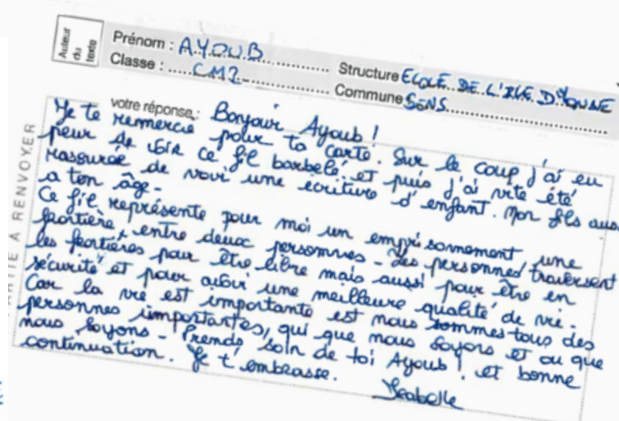 Auteur du texte
Prénom : AYOUB
Classe : CM2
Structure ECOLE DE L'ILE D'YONNE
Commune SENS
PARTIE A RENVOYER
votre réponse : Bonjour Ayoub !
Je te remercie pour ta carte. Sur le coup j'ai eu
peur de voir ce fil barbelé et puis j'ai vite été
rassurée de voir une ecriture d'enfant. Mon fils aussi
a ton âge.
Ce fil représente pour moi un emprisonnement une
frontière entre deux personnes. Des personnes traversent
les frontières pour être libre mais aussi pour être en
sécurité et pour avoir une meilleure qualité de vie.
Car la vie est importante et nous sommes tous des
personnes importantes, qui que nous soyons et ou que
nous soyons. Prends soin de toi Ayoub ! et bonne
continuation. Je t'embrasse. Isabelle